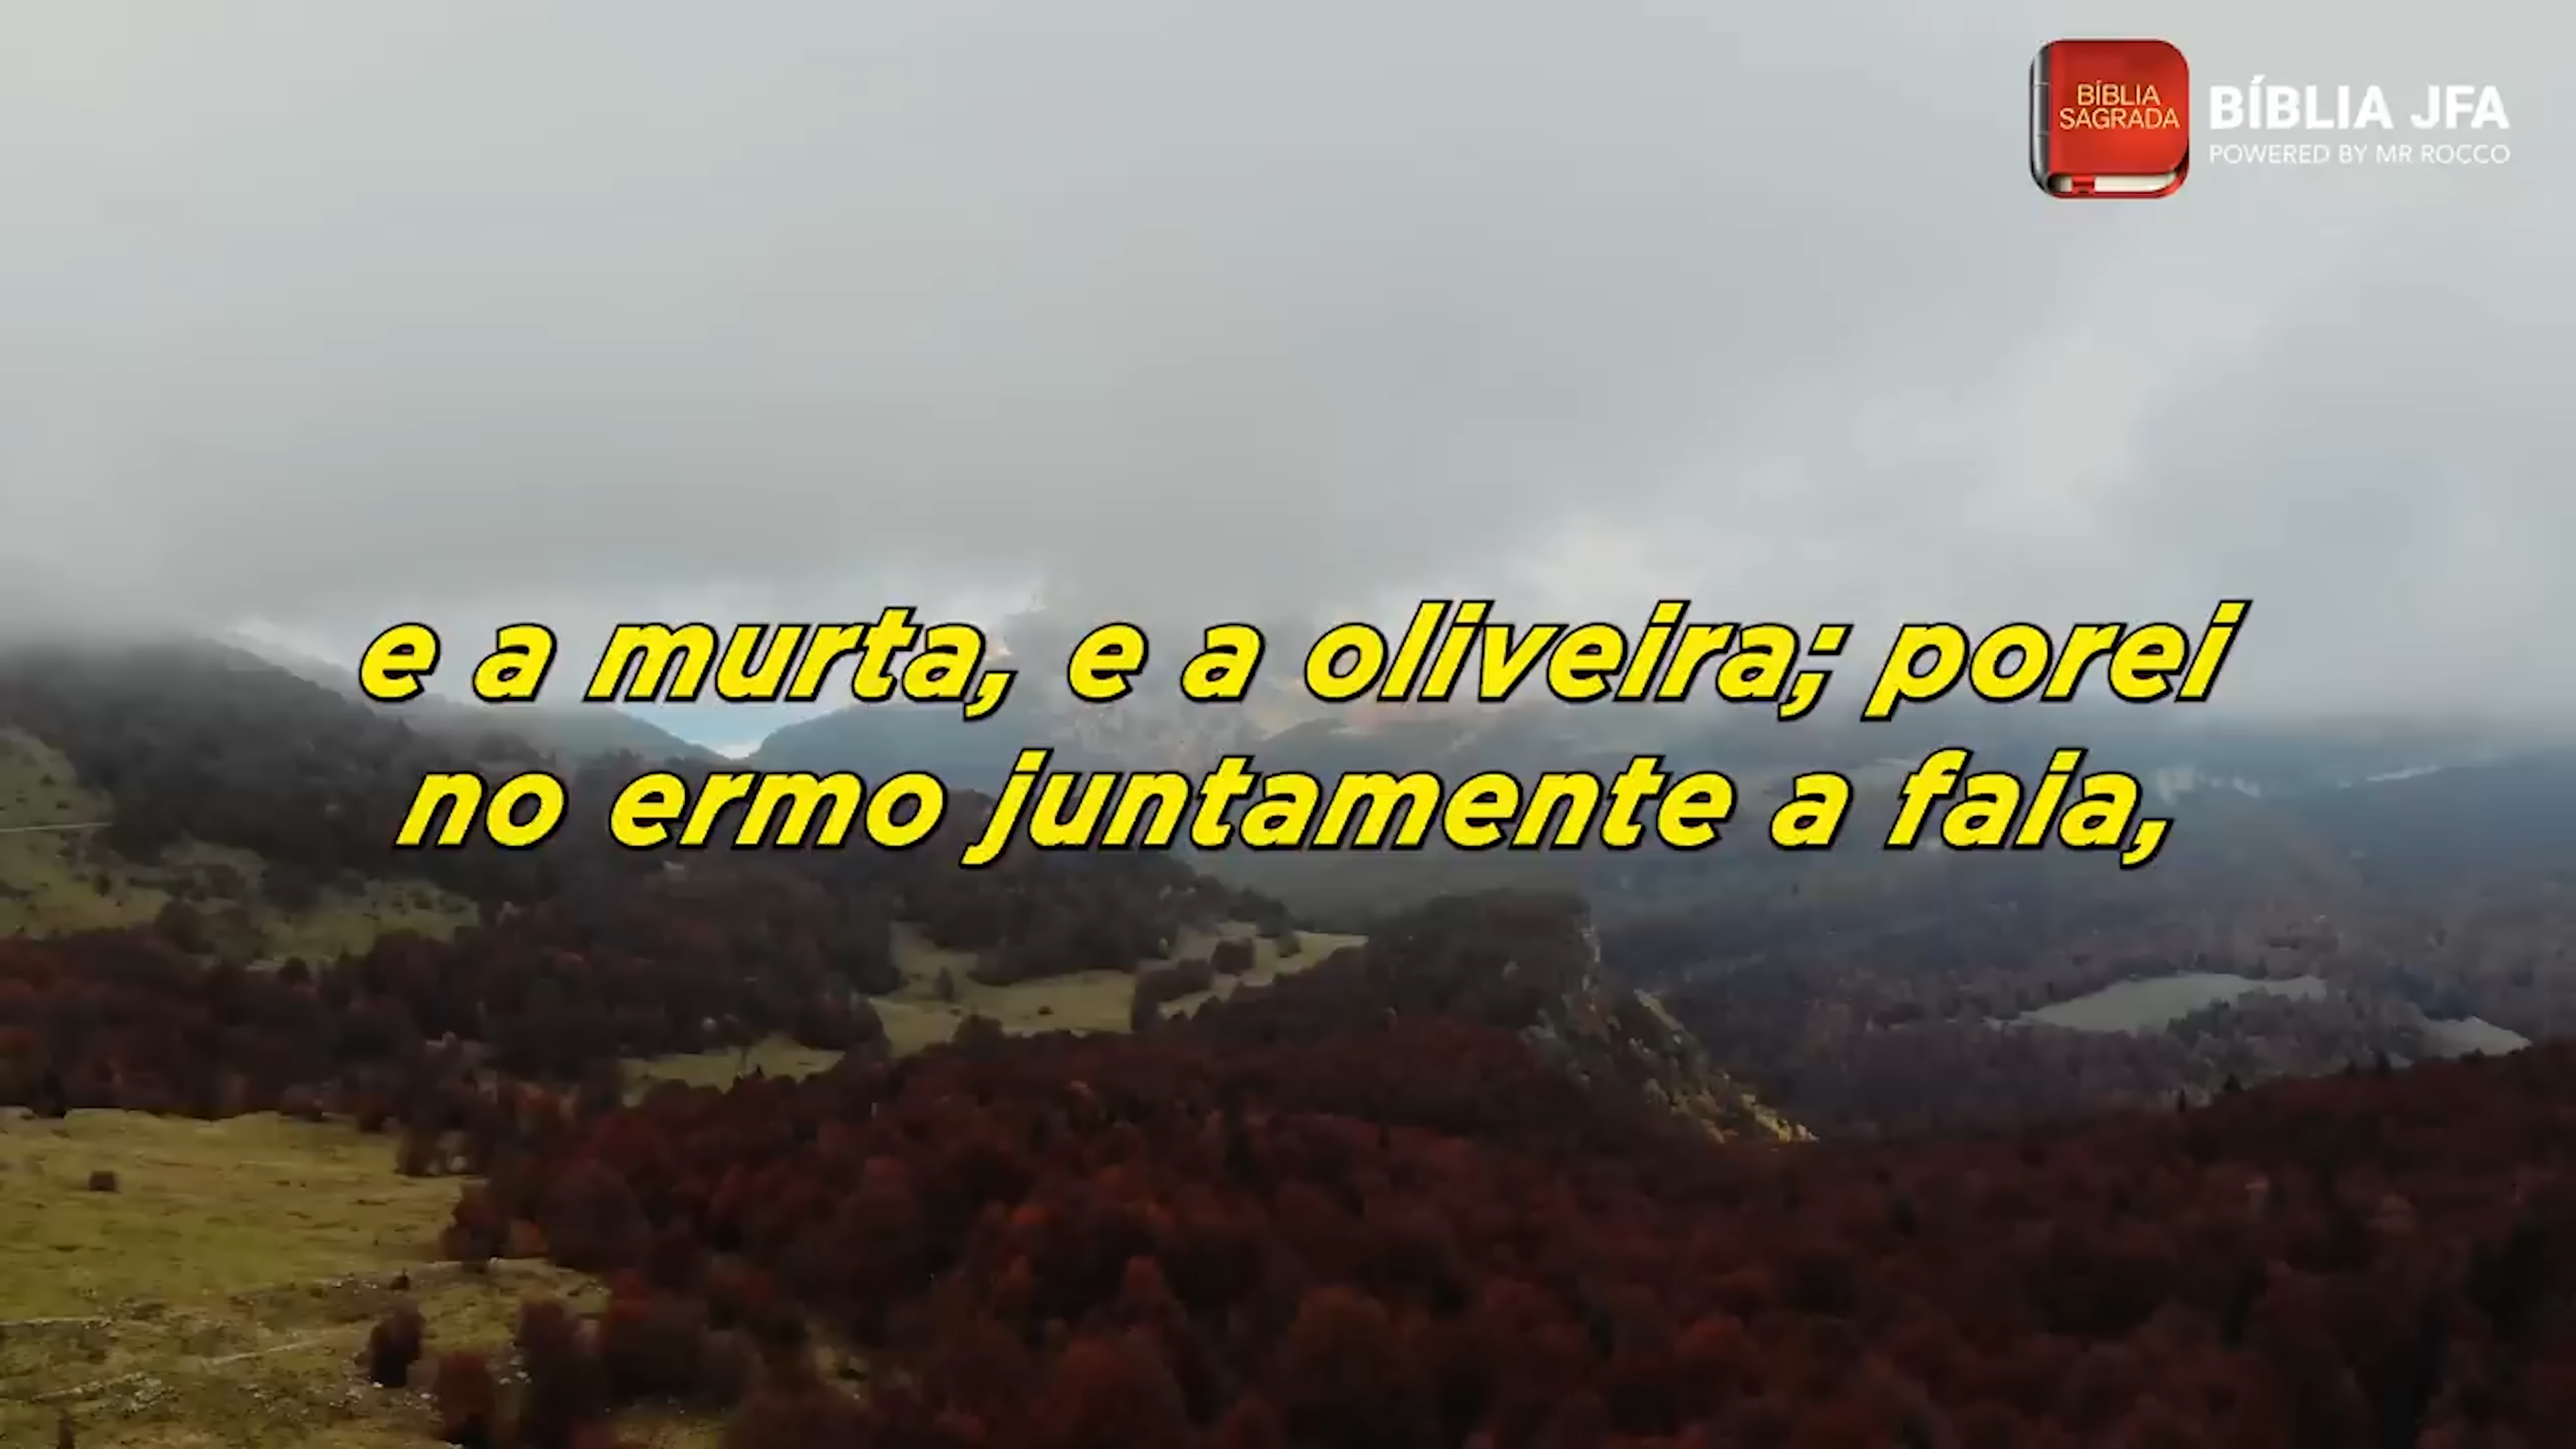 BÍBLIA
SAGRADA
BÍBLIA JFA
POWERED BY MR ROCCO
e a murta, e a oliveira; porei
no ermo juntamente a faia,